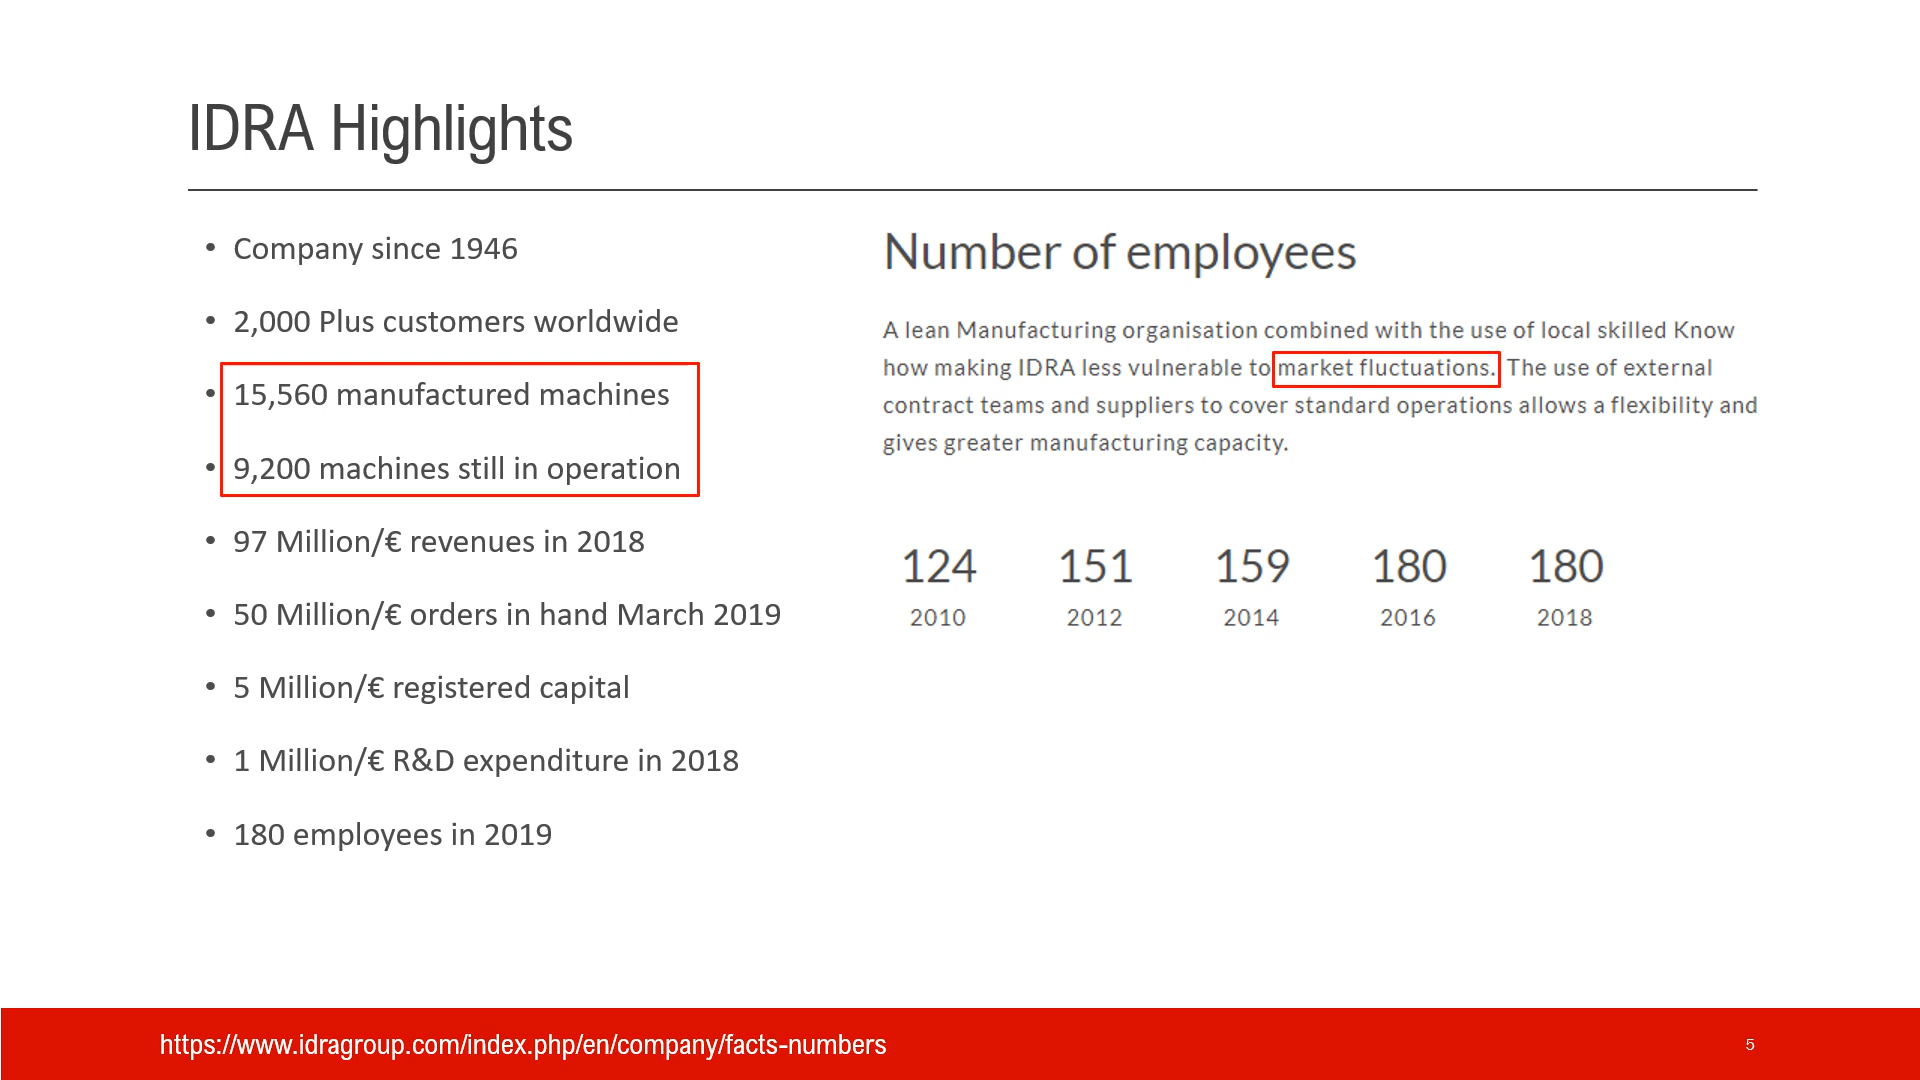 IDRA Highlights
• Company since 1946
• 2,000 Plus customers worldwide
• 15,560 manufactured machines
• 9,200 machines still in operation
• 97 Million/€ revenues in 2018
• 50 Million/€ orders in hand March 2019
• 5 Million/€ registered capital
• 1 Million/€ R&D expenditure in 2018
• 180 employees in 2019
Number of employees
A lean Manufacturing organisation combined with the use of local skilled Know
how making IDRA less vulnerable to market fluctuations. The use of external
contract teams and suppliers to cover standard operations allows a flexibility and
gives greater manufacturing capacity.
124 151 159 180 180
2010 2012 2014 2016 2018
https://www.idragroup.com/index.php/en/company/facts-numbers
5